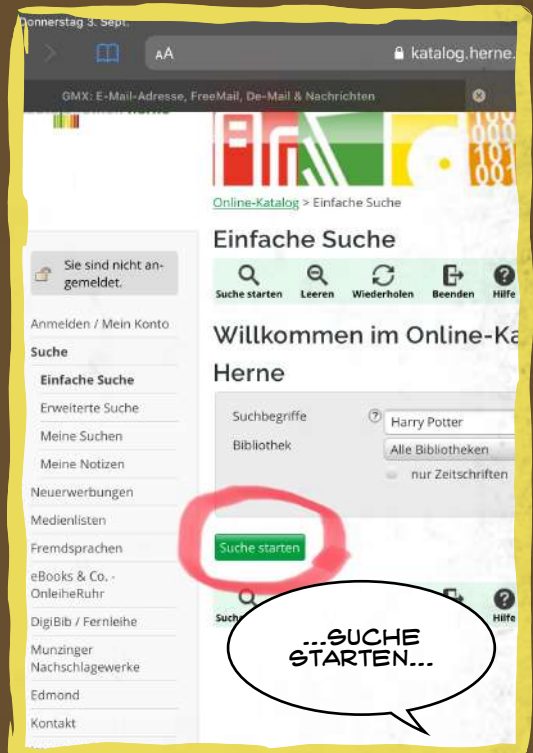 Donnerstag 3. Sept.
AA
katalog.herne.
GMX: E-Mail-Adresse, FreeMail, De-Mail & Nachrichten
Online-Katalog > Einfache Suche
Einfache Suche
Suche starten Leeren Wiederholen Beenden Hilfe
Willkommen im Online-Ka
Herne
Suchbegriffe ? Harry Potter
Bibliothek Alle Bibliotheken
nur Zeitschriften
Suche starten
Hilfe
Sie sind nicht an-
gemeldet.
Anmelden / Mein Konto
Suche
Einfache Suche
Erweiterte Suche
Meine Suchen
Meine Notizen
Neuerwerbungen
Medienlisten
Fremdsprachen
eBooks & Co. -
OnleiheRuhr
DigiBib / Fernleihe
Munzinger
Nachschlagewerke
Edmond
Kontakt
...SUCHE
STARTEN...